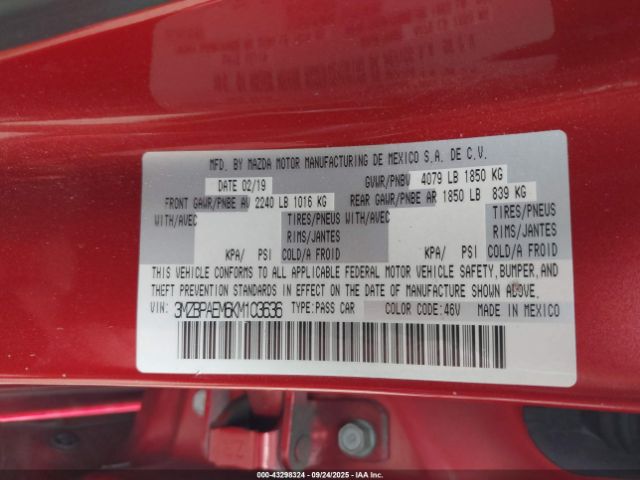 MFD. BY MAZDA MOTOR MANUFACTURING DE MEXICO S.A. DE C.V.
DATE 02/19 GVWR/PNBV 4079 LB 1850 KG
FRONT GAWR/PNBE AV 2240 LB 1016 KG REAR GAWR/PNBE AR 1850 LB 839 KG
WITH/AVEC TIRES/PNEUS WITH/AVEC TIRES/PNEUS
RIMS/JANTES RIMS/JANTES
KPA/ PSI COLD/A FROID KPA/ PSI COLD/A FROID
THIS VEHICLE CONFORMS TO ALL APPLICABLE FEDERAL MOTOR VEHICLE SAFETY, BUMPER, AND
THEFT PREVENTION STANDARDS IN EFFECT ON THE DATE OF MANUFACTURE SHOWN ABOVE.
VIN: 3MZBPAEM6KM103636 TYPE:PASS CAR COLOR CODE:46V MADE IN MEXICO
IAA - 43298324 - 09/24/2025 - IAAI.COM